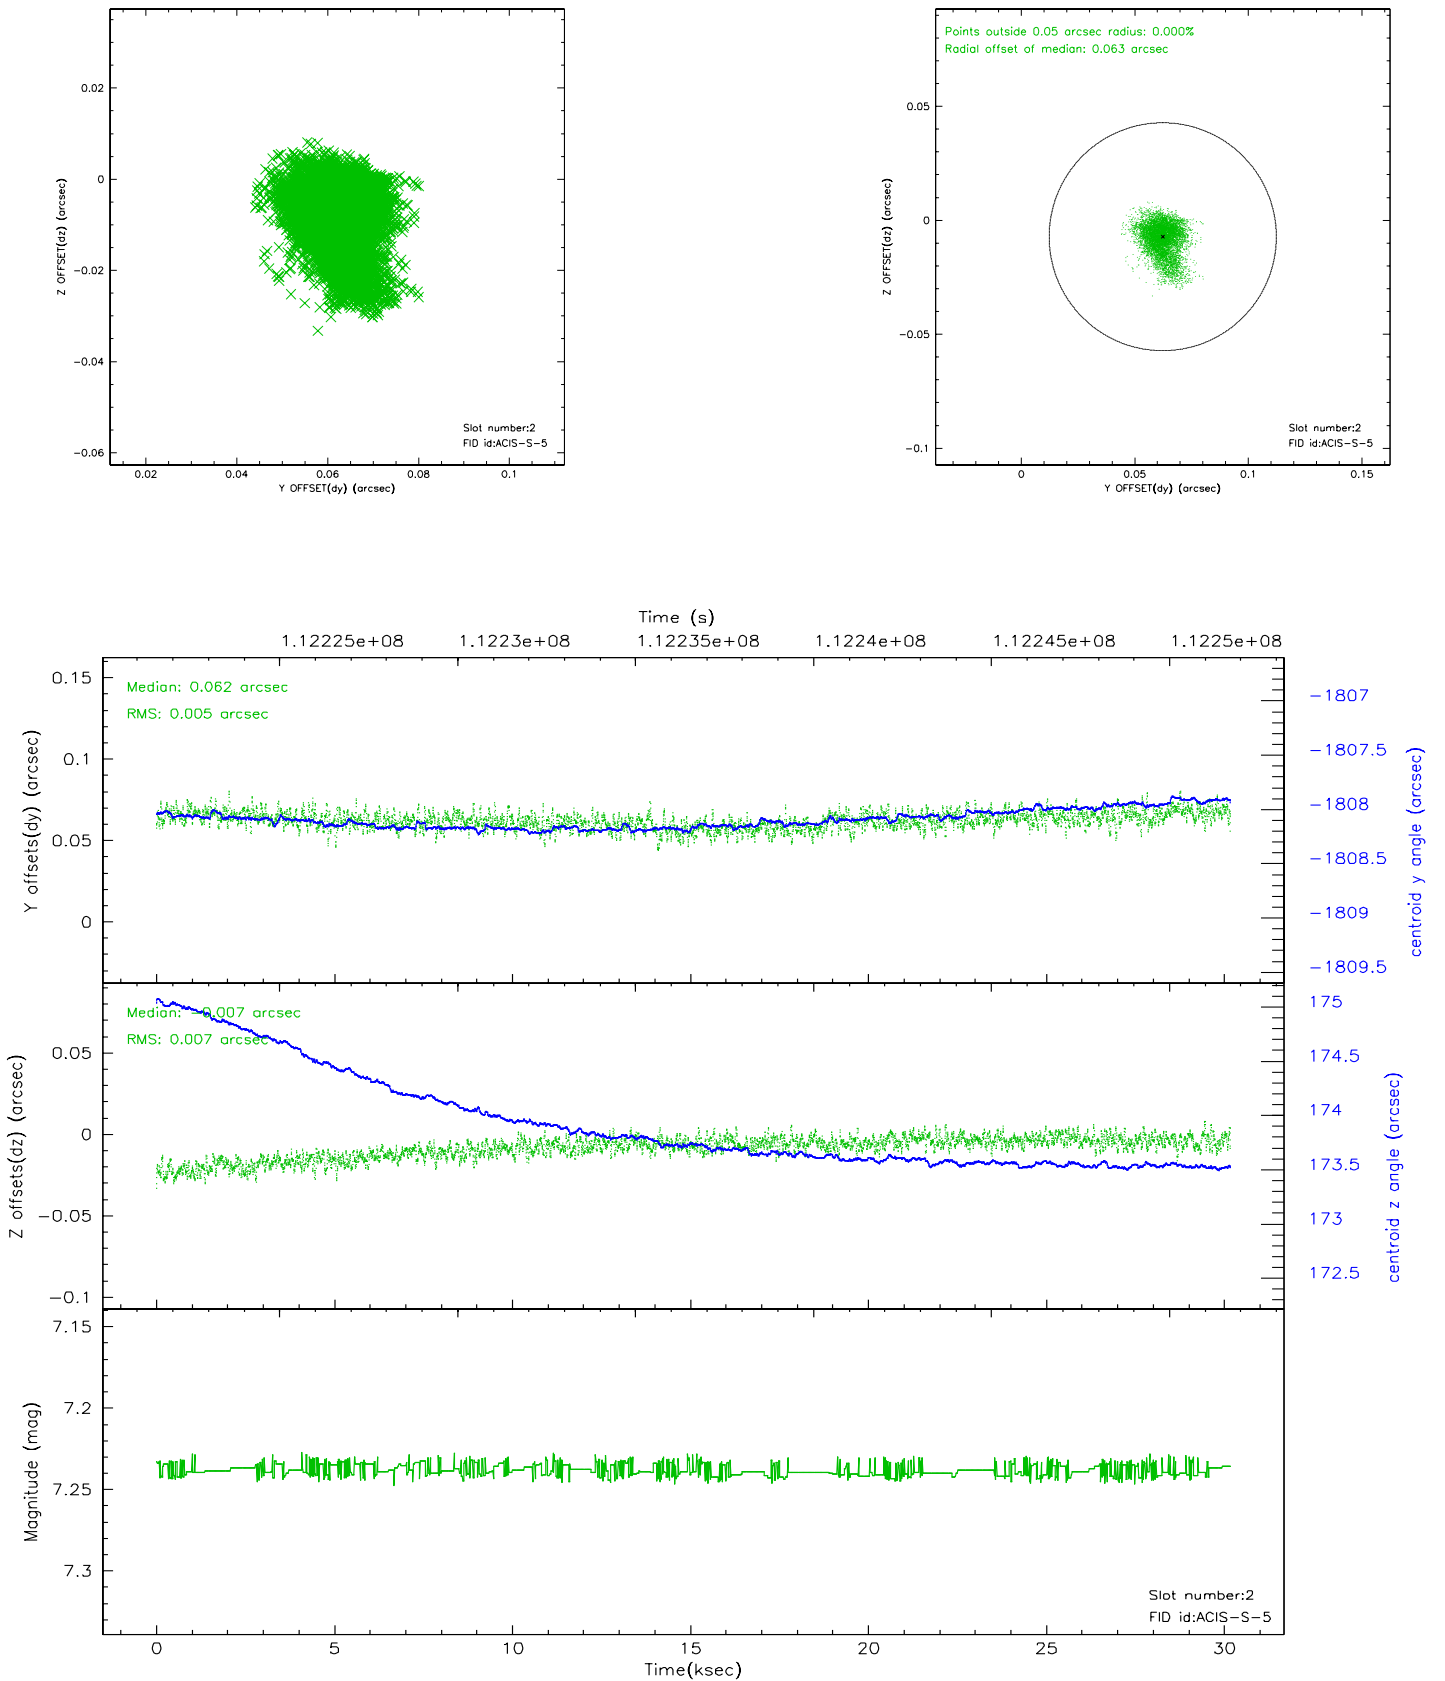 0.02
0
−0.02
−0.04
−0.06
Z OFFSET(dz) (arcsec)
Slot number:2
FID id:ACIS−S−5
0.02 0.04 0.06 0.08 0.1
Y OFFSET(dy) (arcsec)
Points outside 0.05 arcsec radius: 0.000%
Radial offset of median: 0.063 arcsec
0.05
0
−0.05
−0.1
Z OFFSET(dz) (arcsec)
Slot number:2
FID id:ACIS−S−5
0 0.05 0.1 0.15
Y OFFSET(dy) (arcsec)
Time (s)
1.12225e+08 1.1223e+08 1.12235e+08 1.1224e+08 1.12245e+08 1.1225e+08
Median: 0.062 arcsec
RMS: 0.005 arcsec
0.15
0.1
0.05
0
Y offsets(dy) (arcsec)
−1807
−1807.5
−1808
−1808.5
−1809
−1809.5
centroid y angle (arcsec)
Median: −0.007 arcsec
RMS: 0.007 arcsec
0.05
0
−0.05
−0.1
Z offsets(dz) (arcsec)
175
174.5
174
173.5
173
172.5
centroid z angle (arcsec)
7.15
7.2
7.25
7.3
Magnitude (mag)
Slot number:2
FID id:ACIS−S−5
0 5 10 15 20 25 30
Time(ksec)